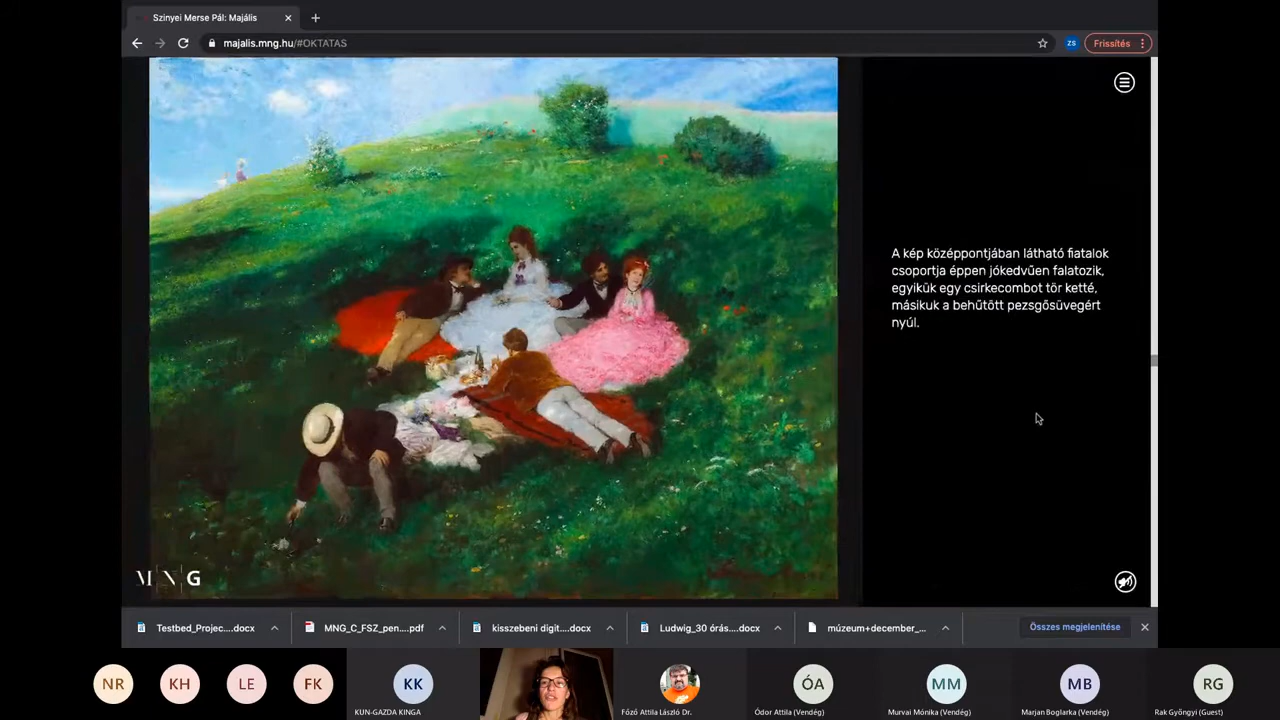 Szinyei Merse Pál: Majális
majalis.mng.hu/#OKTATAS
ZS
Frissítés
A kép középpontjában látható fiatalok
csoportja éppen jókedvűen falatozik,
egyikük egy csirkecombot tör ketté,
másikuk a behűtött pezsgősüvegért
nyúl.
M N G
Testbed_Projec....docx
MNG_C_FSZ_pen....pdf
kisszebeni digit....docx
Ludwig_30 órás....docx
múzeum+december_...
Összes megjelenítése
NR
KH
LE
FK
KK
ÓA
MM
MB
RG
KUN-GAZDA KINGA
Főző Attila László Dr.
Ódor Attila (Vendég)
Murvai Mónika (Vendég)
Marjan Boglarka (Vendég)
Rak Gyöngyi (Guest)